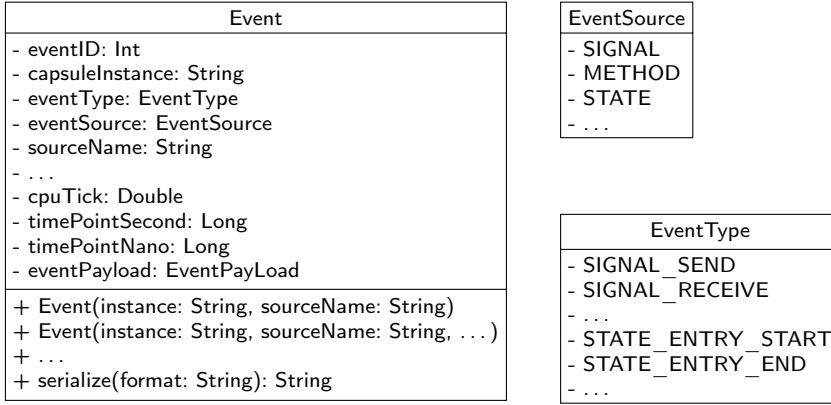 Event
- eventID: Int
- capsuleInstance: String
- eventType: EventType
- eventSource: EventSource
- sourceName: String
- ...
- cpuTick: Double
- timePointSecond: Long
- timePointNano: Long
- eventPayload: EventPayLoad
+ Event(instance: String, sourceName: String)
+ Event(instance: String, sourceName: String, ...)
+ ...
+ serialize(format: String): String
EventSource
- SIGNAL
- METHOD
- STATE
- ...
EventType
- SIGNAL_SEND
- SIGNAL_RECEIVE
- ...
- STATE_ENTRY_START
- STATE_ENTRY_END
- ...